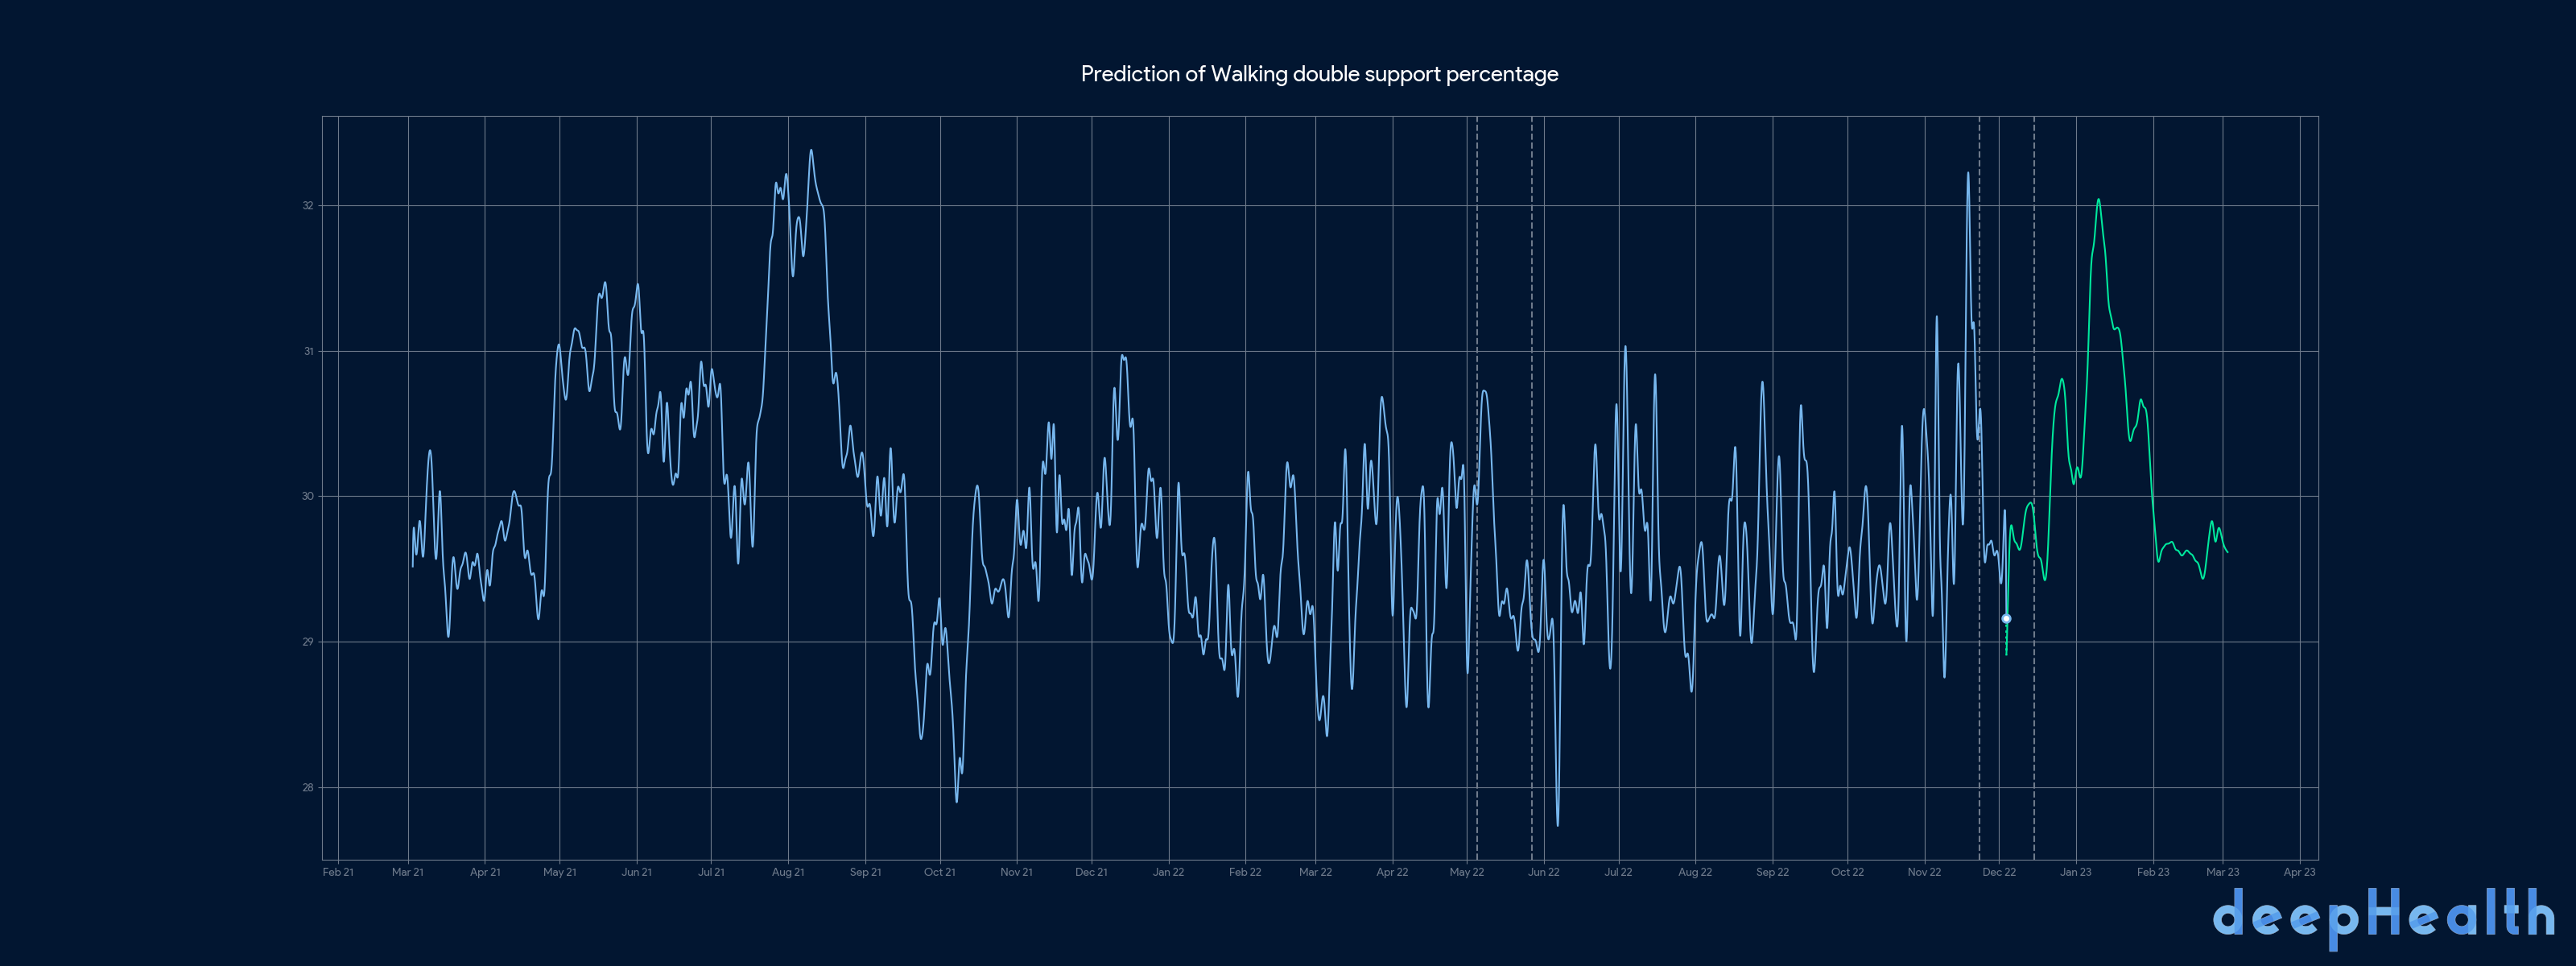 Prediction of Walking double support percentage
32
31
30
29
28
Feb 21 Mar 21 Apr 21 May 21 Jun 21 Jul 21 Aug 21 Sep 21 Oct 21 Nov 21 Dec 21 Jan 22 Feb 22 Mar 22 Apr 22 May 22 Jun 22 Jul 22 Aug 22 Sep 22 Oct 22 Nov 22 Dec 22 Jan 23 Feb 23 Mar 23 Apr 23
deepHealth